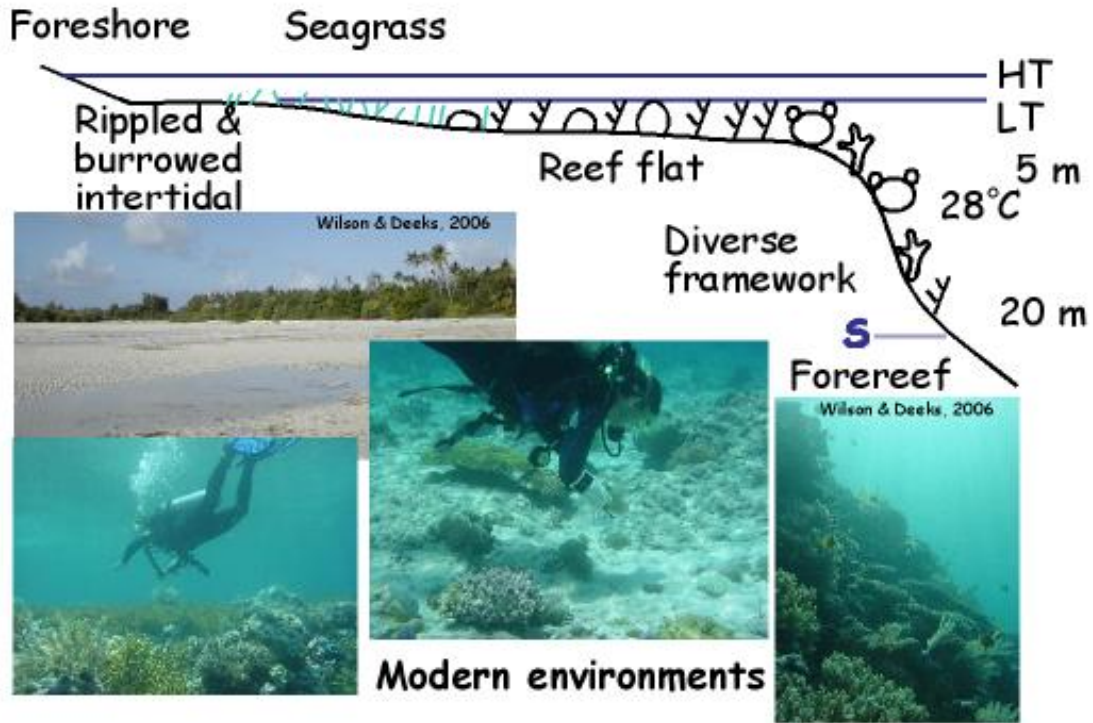 Foreshore
Seagrass
HT
LT
Rippled &
burrowed
intertidal
Reef flat
5 m
28°C
Wilson & Deeks, 2006
Diverse
framework
20 m
S
Forereef
Wilson & Deeks, 2006
Modern environments